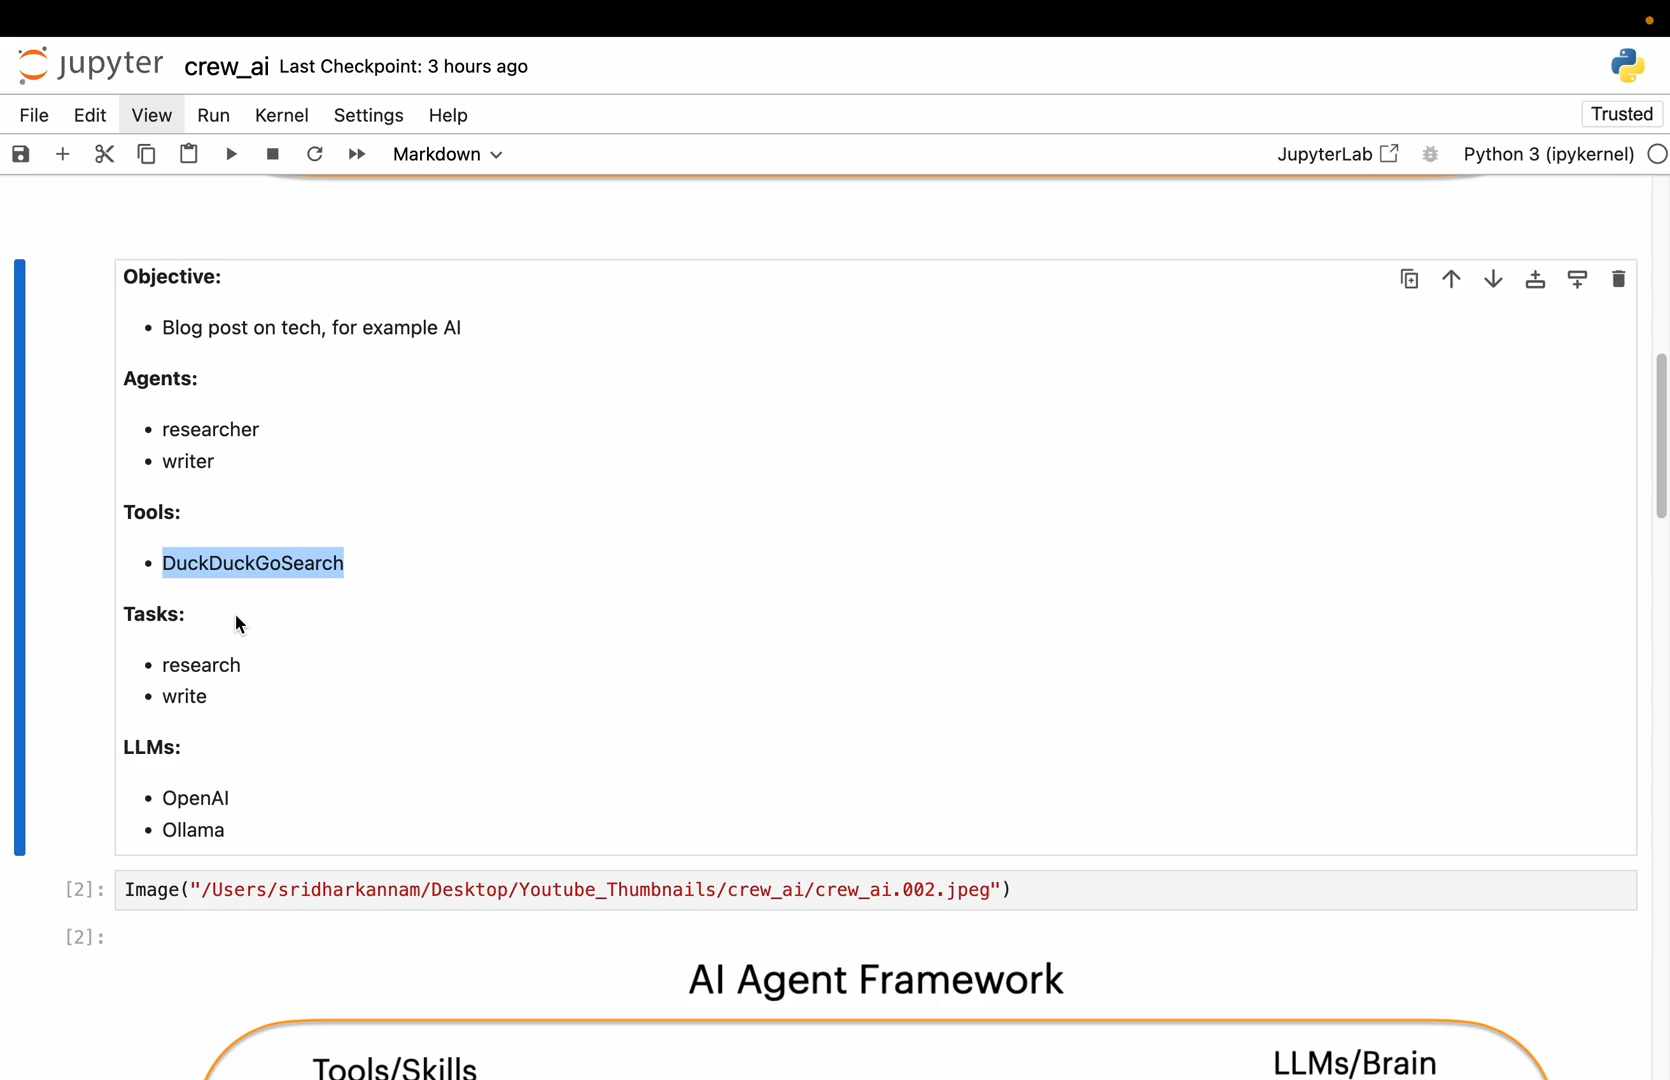 jupyter crew_ai Last Checkpoint: 3 hours ago
File Edit View Run Kernel Settings Help Trusted
Markdown JupyterLab Python 3 (ipykernel)
Objective:
• Blog post on tech, for example AI
Agents:
• researcher
• writer
Tools:
• DuckDuckGoSearch
Tasks:
• research
• write
LLMs:
• OpenAI
• Ollama
[2]: Image("/Users/sridharkannam/Desktop/Youtube_Thumbnails/crew_ai/crew_ai.002.jpeg")
[2]:
AI Agent Framework
Tools/Skills LLMs/Brain